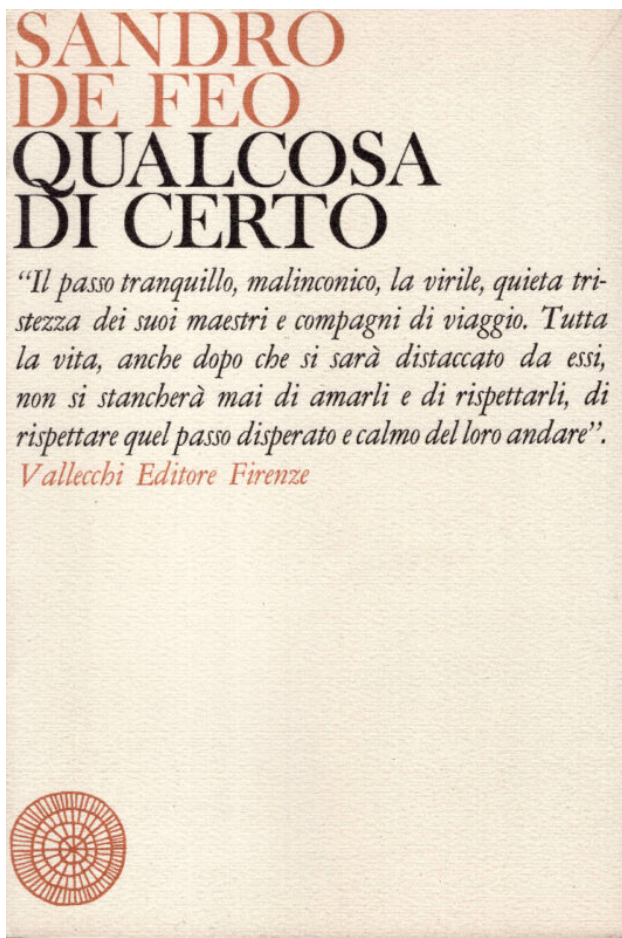 SANDRO
DE FEO
QUALCOSA
DI CERTO
“Il passo tranquillo, malinconico, la virile, quieta tri-
stezza dei suoi maestri e compagni di viaggio. Tutta
la vita, anche dopo che si sarà distaccato da essi,
non si stancherà mai di amarli e di rispettarli, di
rispettare quel passo disperato e calmo del loro andare”.
Vallecchi Editore Firenze